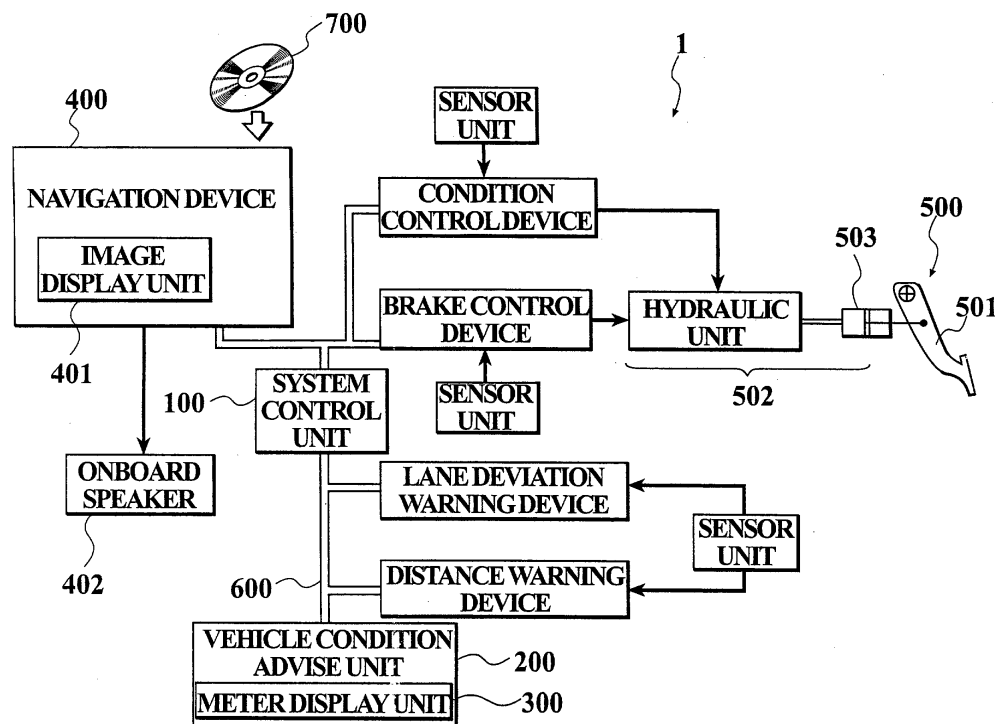 700
1
400
SENSOR
UNIT
NAVIGATION DEVICE
CONDITION
CONTROL DEVICE
IMAGE
DISPLAY UNIT
503
500
501
BRAKE CONTROL
DEVICE
HYDRAULIC
UNIT
401
502
100
SYSTEM
CONTROL
UNIT
SENSOR
UNIT
ONBOARD
SPEAKER
LANE DEVIATION
WARNING DEVICE
SENSOR
UNIT
402
600
DISTANCE WARNING
DEVICE
VEHICLE CONDITION
ADVISE UNIT
200
METER DISPLAY UNIT
300